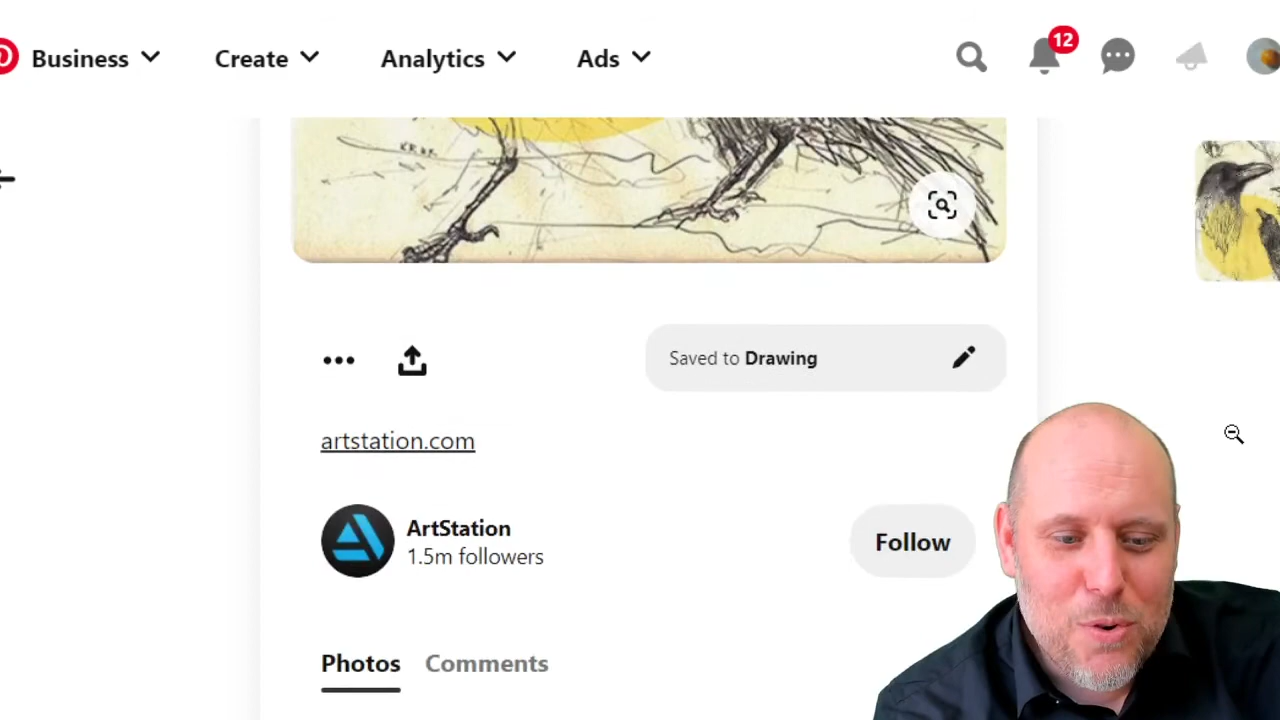 Business
Create
Analytics
Ads
12
Saved to Drawing
artstation.com
ArtStation
1.5m followers
Follow
Photos
Comments